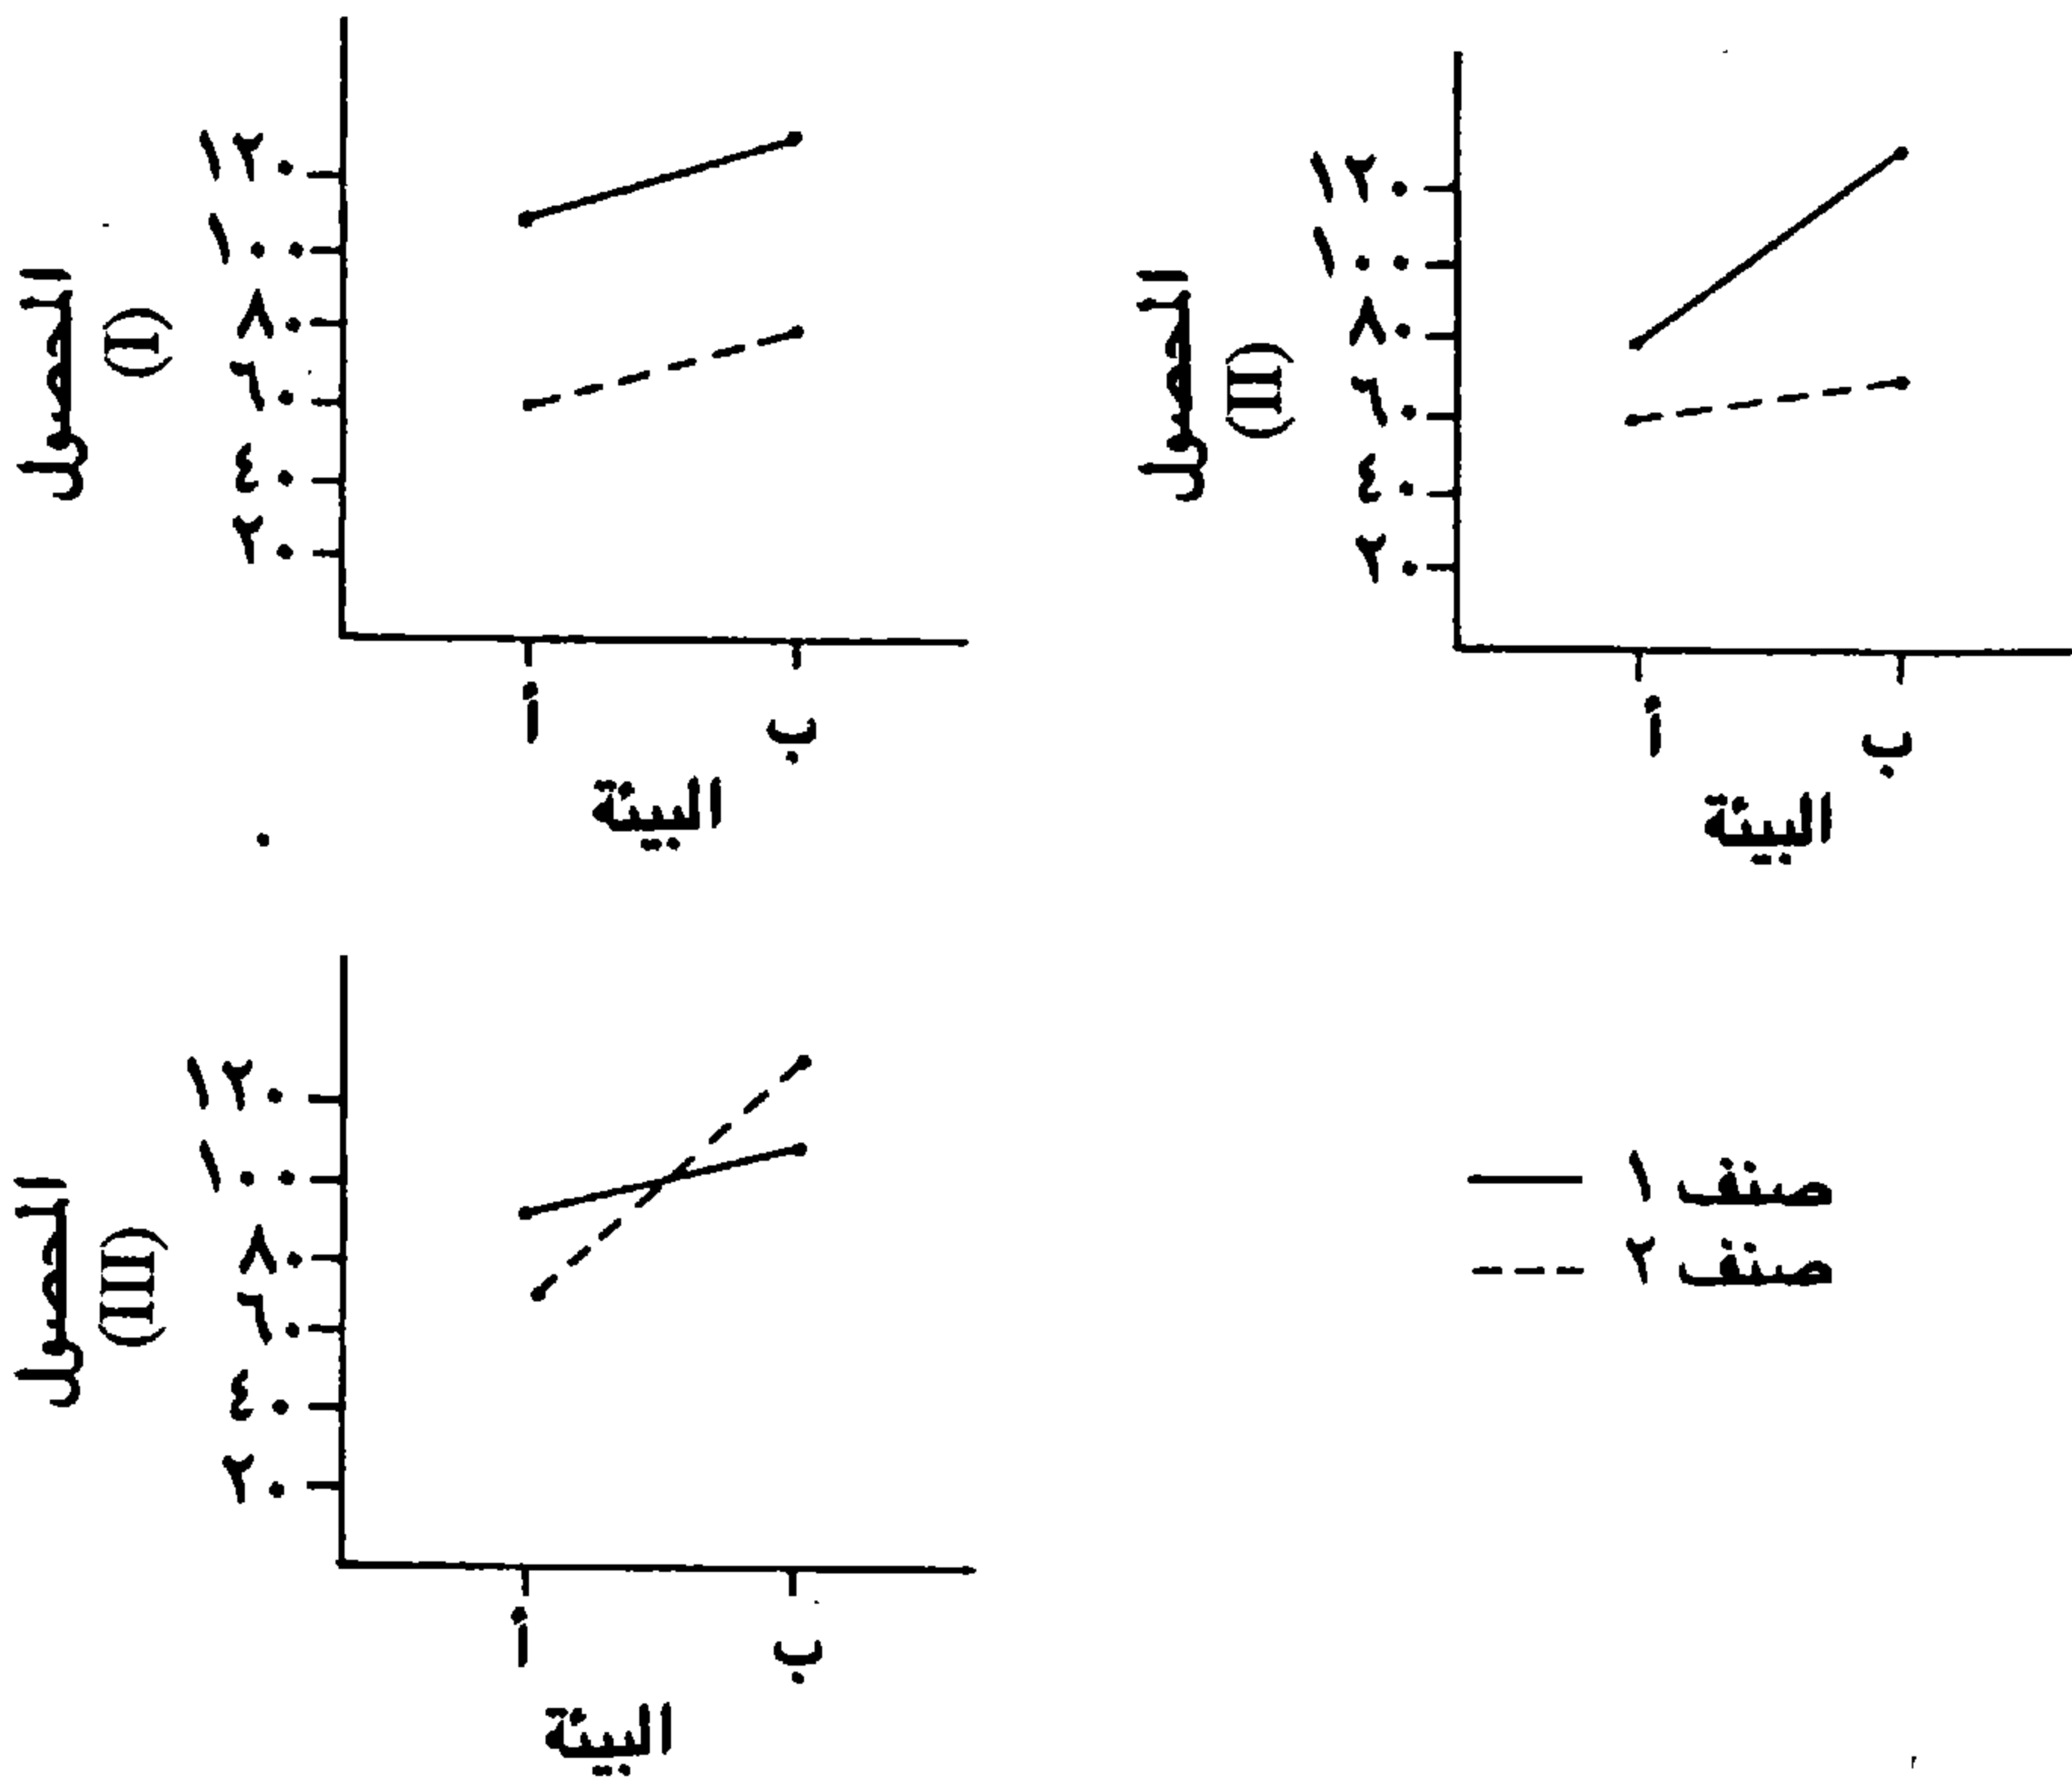 المحصول
(I)
١٢٠
١٠٠
٨٠
٦٠
٤٠
٢٠
أ
ب
البيئة
المحصول
(II)
١٢٠
١٠٠
٨٠
٦٠
٤٠
٢٠
أ
ب
البيئة
المحصول
(III)
١٢٠
١٠٠
٨٠
٦٠
٤٠
٢٠
أ
ب
البيئة
صنف ١
صنف ٢